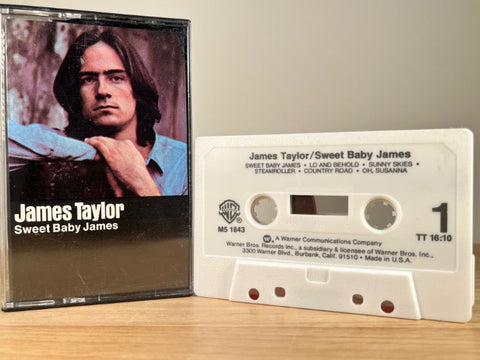 James Taylor
Sweet Baby James
James Taylor/Sweet Baby James
SWEET BABY JAMES • LO AND BEHOLD • SUNNY SKIES •
STEAMROLLER • COUNTRY ROAD • OH, SUSANNA
M5 1843
1
TT 16:10
A Warner Communications Company
Warner Bros. Records Inc., a subsidiary & licensee of Warner Bros. Inc.,
3300 Warner Blvd., Burbank, Calif. 91510 • Made in U.S.A.